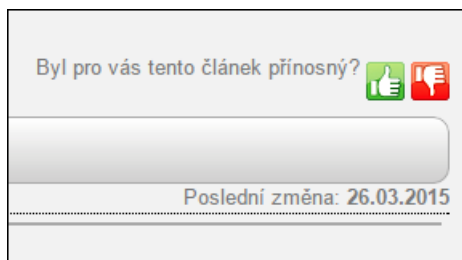 Byl pro vás tento článek přínosný?
Poslední změna: 26.03.2015